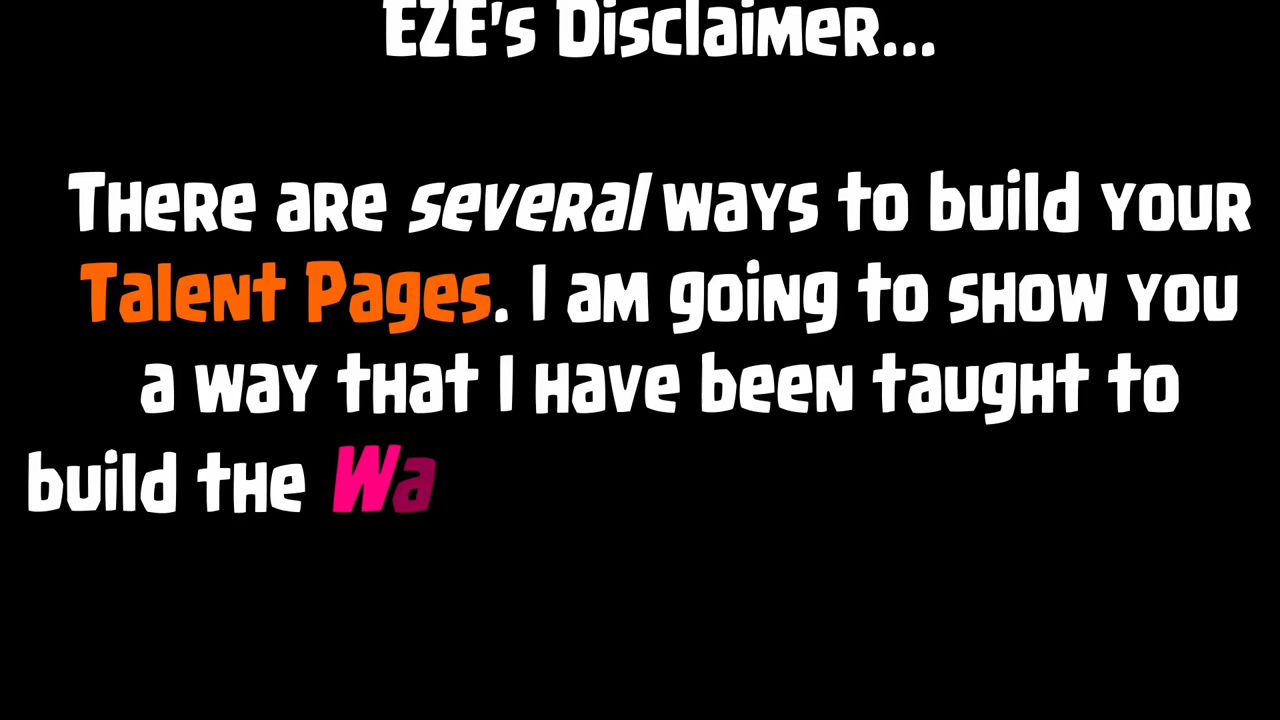 EZE's Disclaimer...
There are several ways to build your
Talent Pages. I am going to show you
a way that I have been taught to
build the Wa